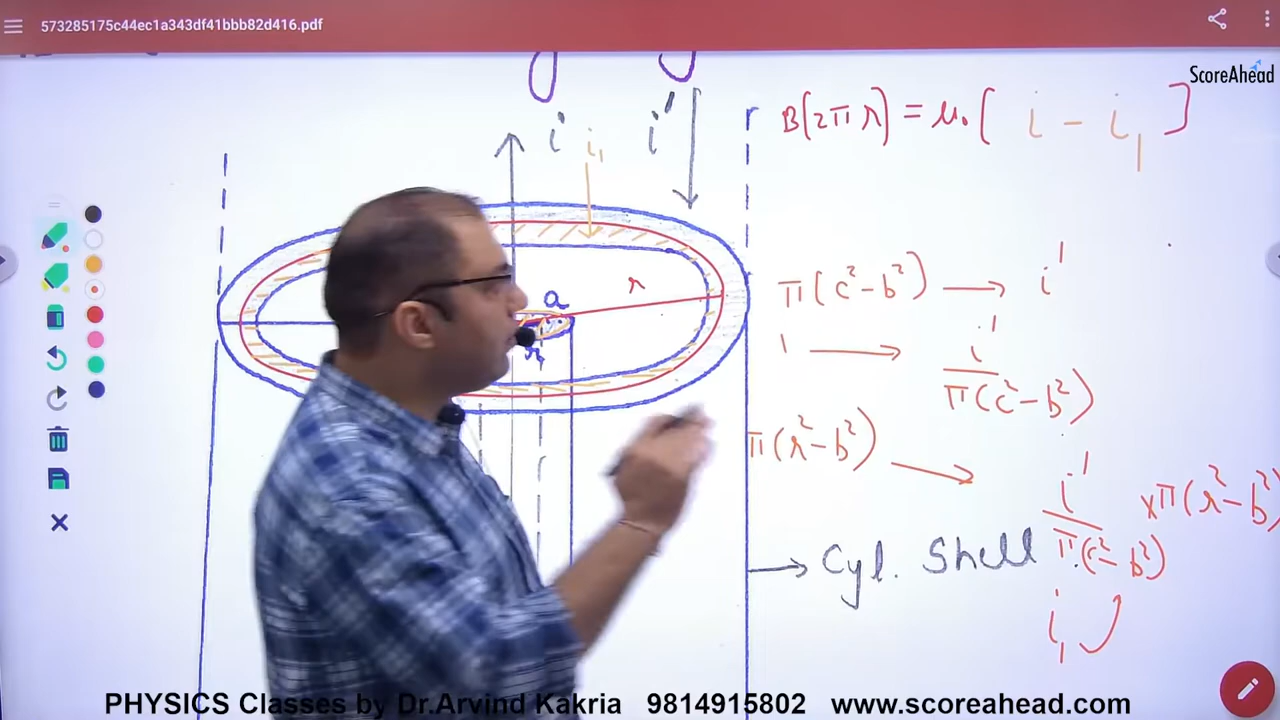 573285175c44ec1a343df41bbb82d416.pdf
ScoreAhead
i i₁ i'
r B(2πr) = μ₀[ i - i₁ ]
a r
π(c²-b²) → i'
1 → i' / π(c²-b²)
π(r²-b²) → i' / π(c²-b²) × π(r²-b²)
→ Cyl. Shell
i₁
PHYSICS Classes by Dr.Arvind Kakria 9814915802 www.scoreahead.com